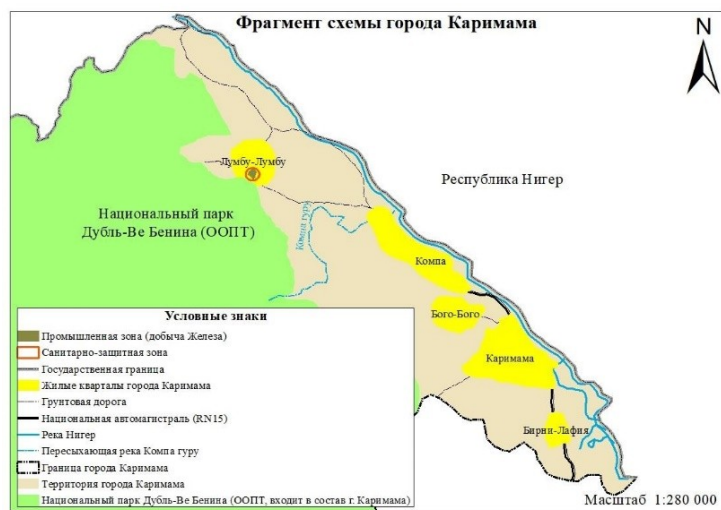 Фрагмент схемы города Каримама
N
Лумбу-Лумбу
Республика Нигер
Национальный парк
Дубль-Ве Бенина (ООПТ)
Компа гуру
Компа
Бого-Бого
Каримама
Бирни-Лафия
Условные знаки
Промышленная зона (добыча Железа)
Санитарно-защитная зона
Государственная граница
Жилые кварталы города Каримама
Грунтовая дорога
Национальная автомагистраль (RN15)
Река Нигер
Пересыхающая река Компа гуру
Граница города Каримама
Территория города Каримама
Национальный парк Дубль-Ве Бенина (ООПТ, входит в состав г. Каримама)
Масштаб 1:280 000